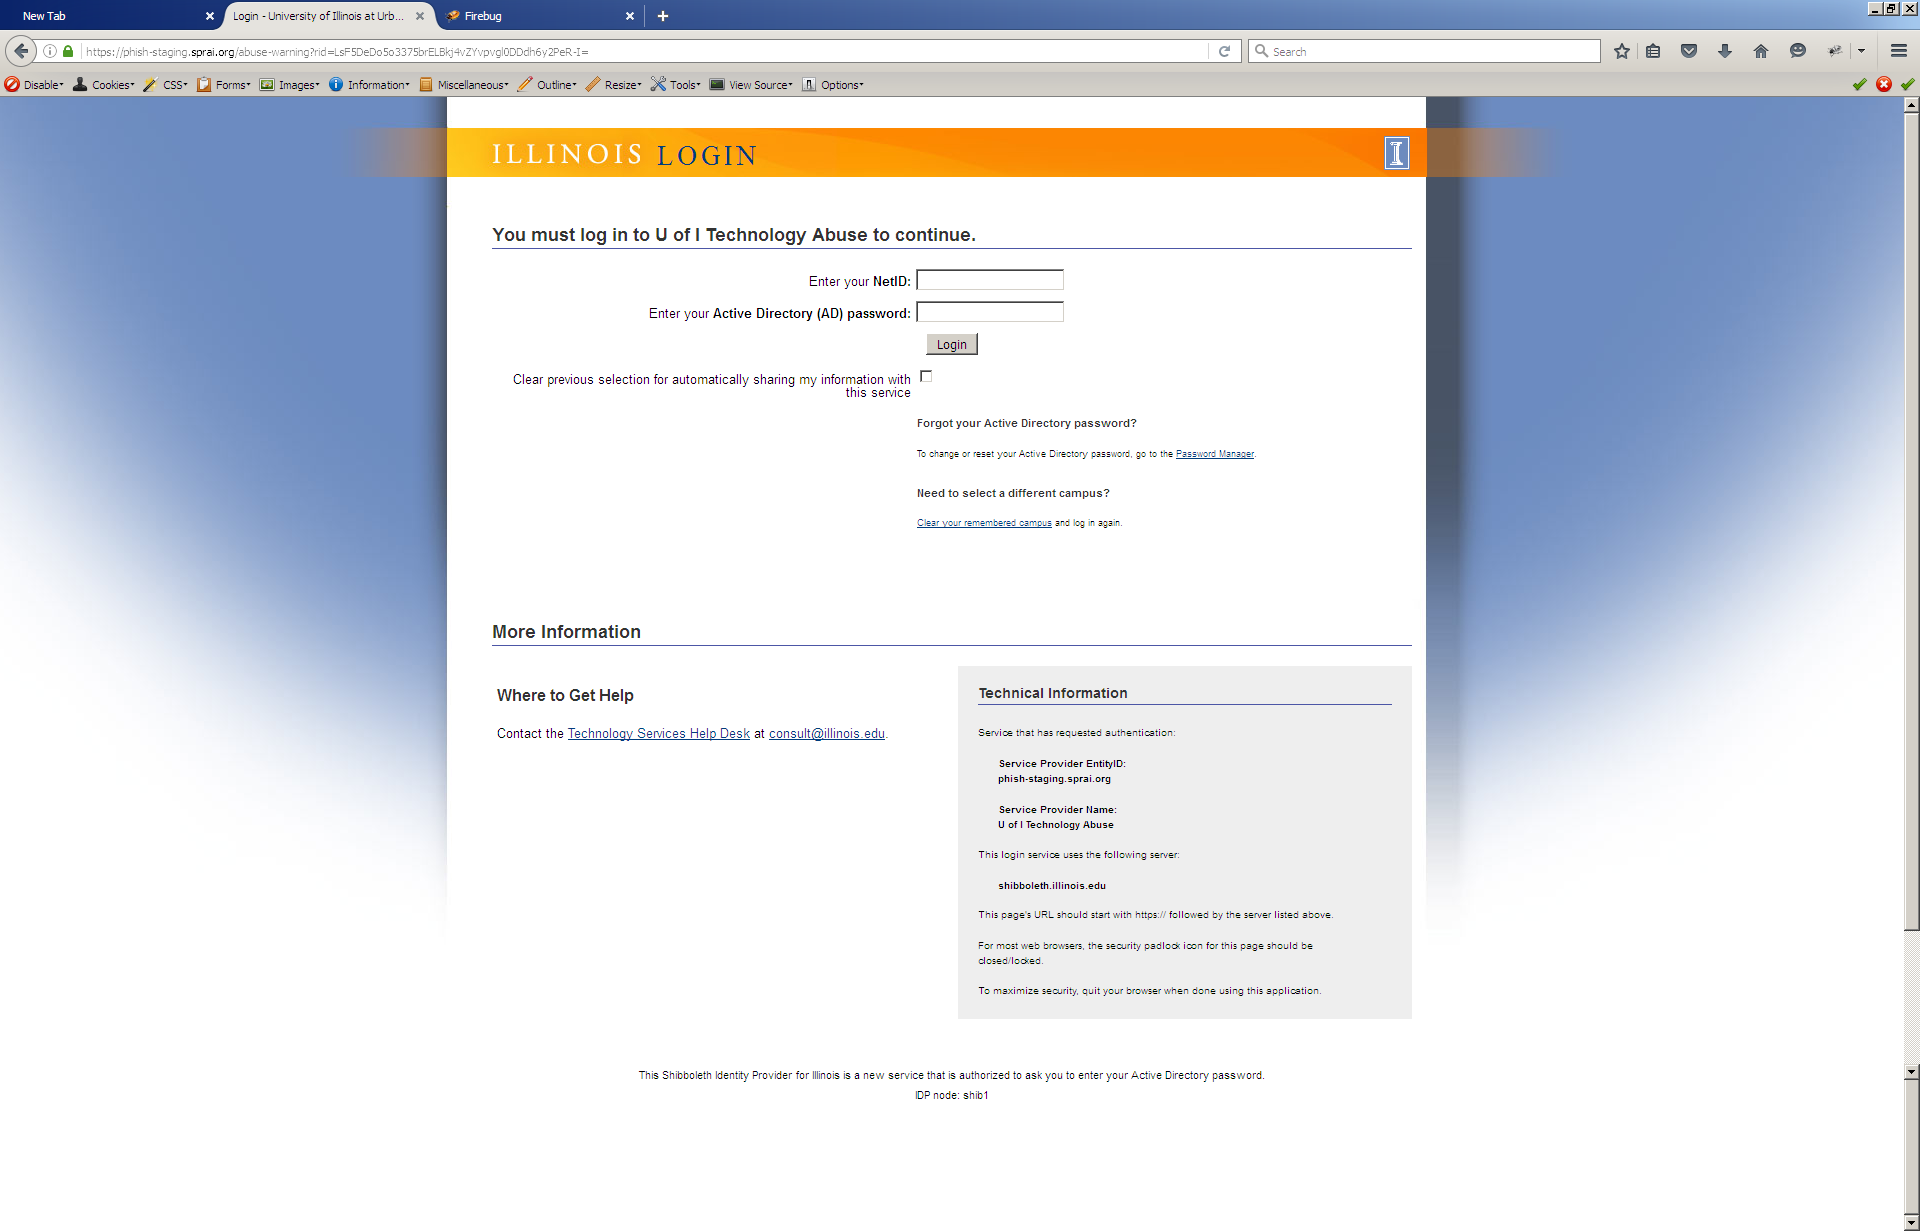 New Tab
Login - University of Illinois at Urb...
Firebug
https://phish-staging.sprai.org/abuse-warning?rid=LsF5DeDo5o3375brELBkj4vZYvpvgl0DDdh6y2PeR-I=
Search
Disable Cookies CSS Forms Images Information Miscellaneous Outline Resize Tools View Source Options
ILLINOIS LOGIN
You must log in to U of I Technology Abuse to continue.
Enter your NetID:
Enter your Active Directory (AD) password:
Login
Clear previous selection for automatically sharing my information with
this service
Forgot your Active Directory password?
To change or reset your Active Directory password, go to the Password Manager.
Need to select a different campus?
Clear your remembered campus and log in again.
More Information
Where to Get Help
Contact the Technology Services Help Desk at consult@illinois.edu.
Technical Information
Service that has requested authentication:
Service Provider EntityID:
phish-staging.sprai.org
Service Provider Name:
U of I Technology Abuse
This login service uses the following server:
shibboleth.illinois.edu
This page's URL should start with https:// followed by the server listed above.
For most web browsers, the security padlock icon for this page should be
closed/locked.
To maximize security, quit your browser when done using this application.
This Shibboleth Identity Provider for Illinois is a new service that is authorized to ask you to enter your Active Directory password.
IDP node: shib1